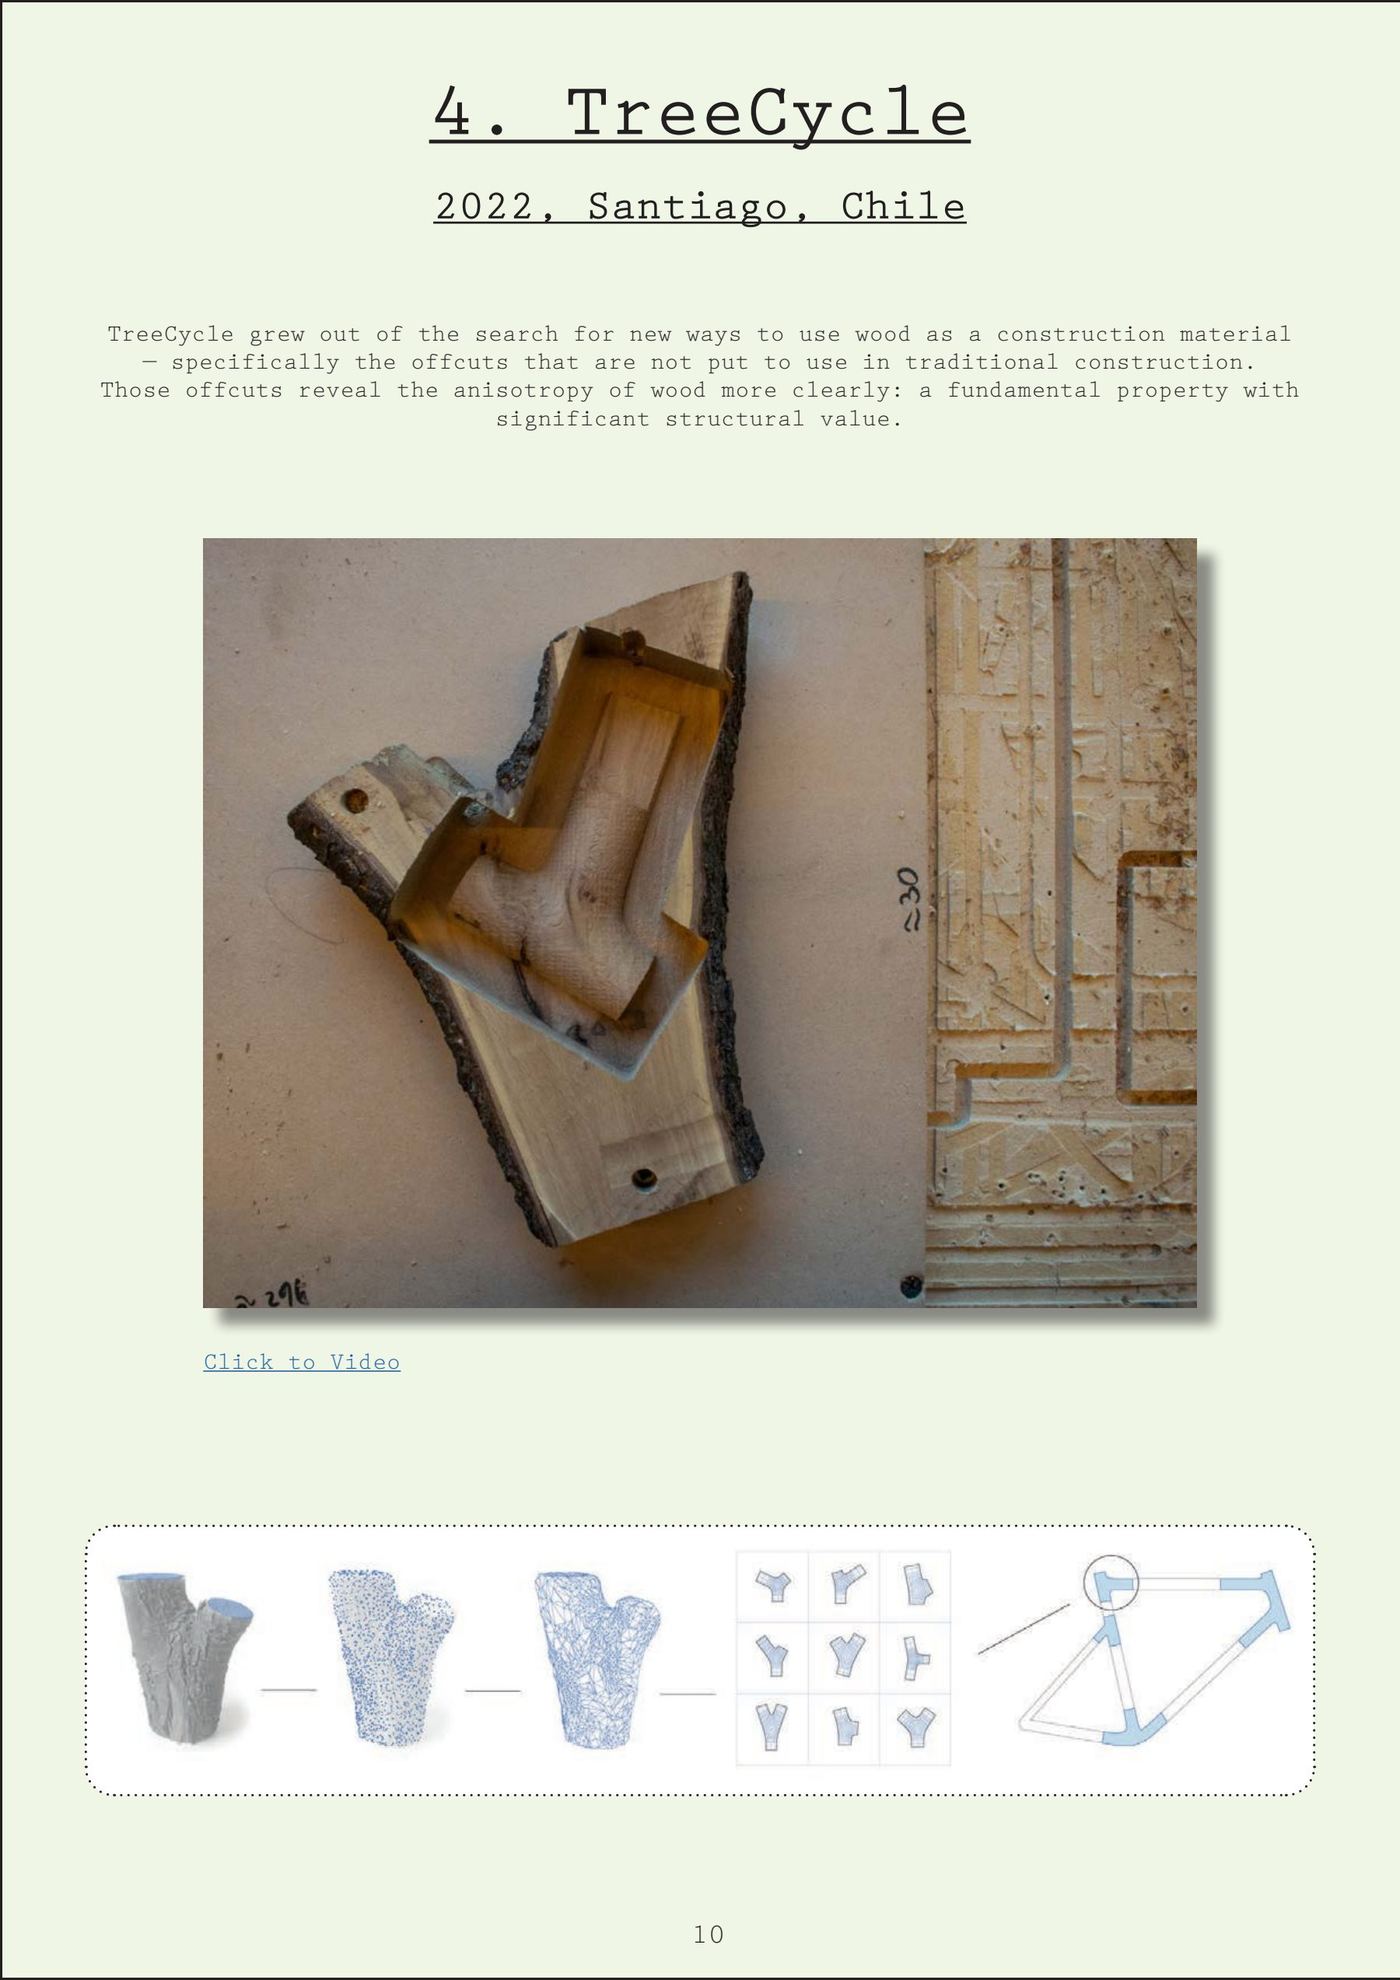 4. TreeCycle
2022, Santiago, Chile
TreeCycle grew out of the search for new ways to use wood as a construction material
— specifically the offcuts that are not put to use in traditional construction.
Those offcuts reveal the anisotropy of wood more clearly: a fundamental property with
significant structural value.
≈30
Click to Video
10